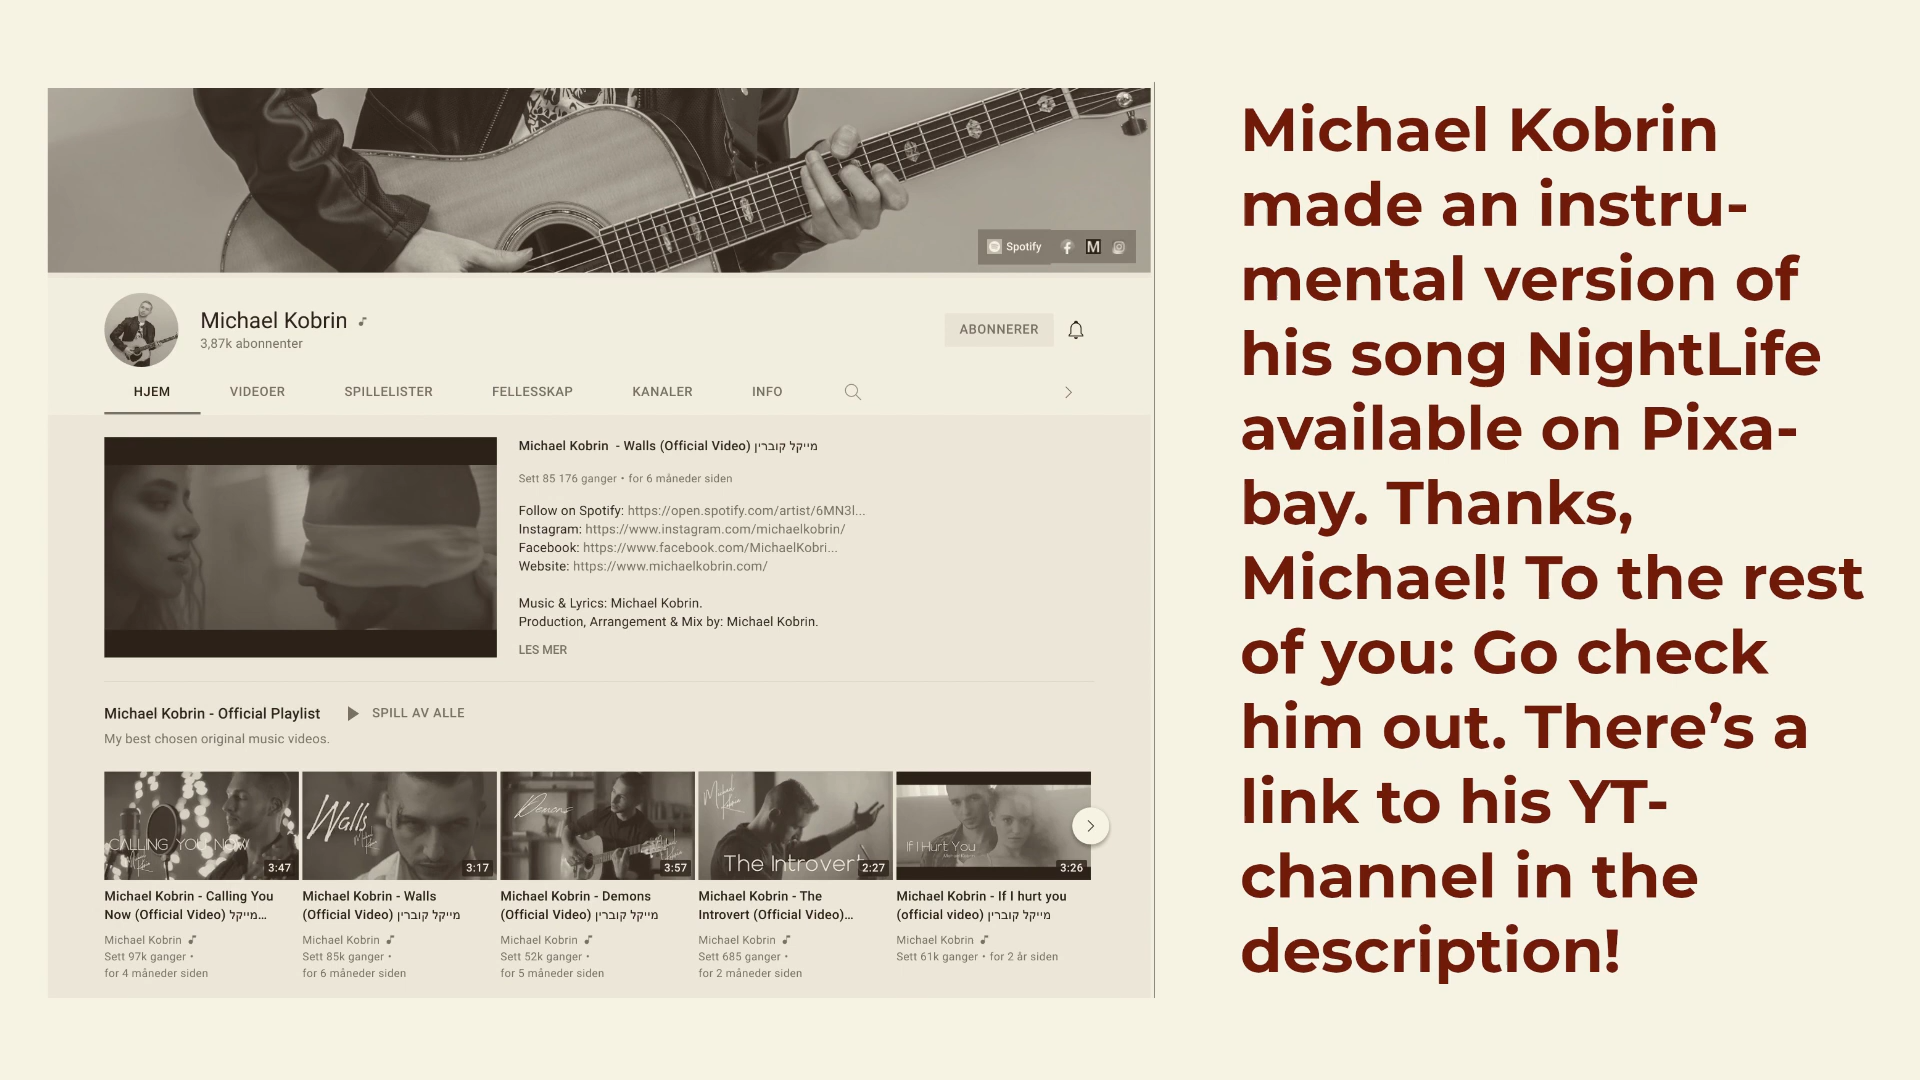 Spotify
M
Michael Kobrin
3,87k abonnenter
ABONNERER
HJEM VIDEOER SPILLELISTER FELLESSKAP KANALER INFO
Michael Kobrin - Walls (Official Video) מייקל קוברין
Sett 85 176 ganger • for 6 måneder siden
Follow on Spotify: https://open.spotify.com/artist/6MN3l...
Instagram: https://www.instagram.com/michaelkobrin/
Facebook: https://www.facebook.com/MichaelKobri...
Website: https://www.michaelkobrin.com/
Music & Lyrics: Michael Kobrin.
Production, Arrangement & Mix by: Michael Kobrin.
LES MER
Michael Kobrin - Official Playlist SPILL AV ALLE
My best chosen original music videos.
CALLING YOU NOW
3:47
Michael Kobrin - Calling You
Now (Official Video) מייקל...
Michael Kobrin
Sett 97k ganger •
for 4 måneder siden
Walls
3:17
Michael Kobrin - Walls
(Official Video) מייקל קוברין
Michael Kobrin
Sett 85k ganger •
for 6 måneder siden
Demons
3:57
Michael Kobrin - Demons
(Official Video) מייקל קוברין
Michael Kobrin
Sett 52k ganger •
for 5 måneder siden
Michael
Kobrin
The Introvert
2:27
Michael Kobrin - The
Introvert (Official Video)...
Michael Kobrin
Sett 685 ganger •
for 2 måneder siden
If I Hurt You
3:26
Michael Kobrin - If I hurt you
(official video) מייקל קוברין
Michael Kobrin
Sett 61k ganger • for 2 år siden
Michael Kobrin
made an instru-
mental version of
his song NightLife
available on Pixa-
bay. Thanks,
Michael! To the rest
of you: Go check
him out. There’s a
link to his YT-
channel in the
description!